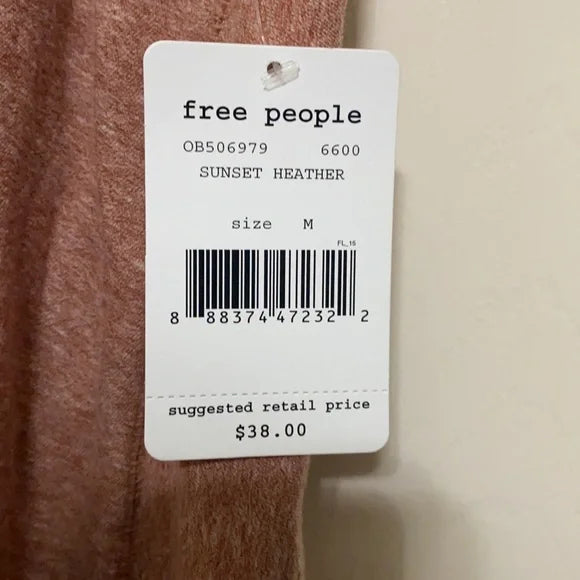 free people
OB506979 6600
SUNSET HEATHER
size M
FL_15
8 88374 47232 2
suggested retail price
$38.00